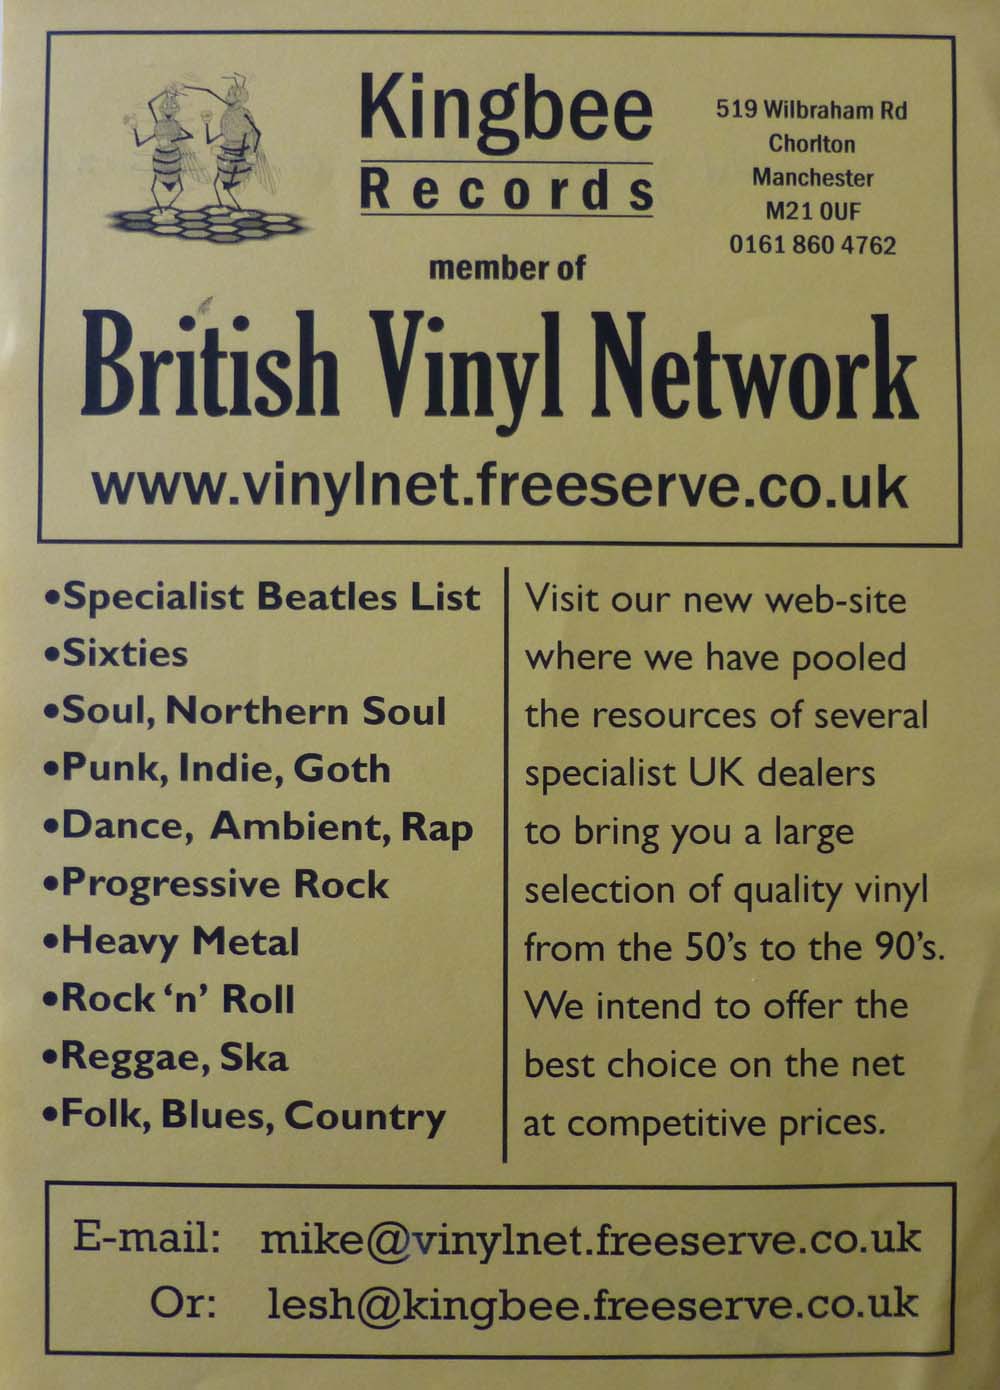 Kingbee
Records
519 Wilbraham Rd
Chorlton
Manchester
M21 0UF
0161 860 4762
member of
British Vinyl Network
www.vinylnet.freeserve.co.uk
•Specialist Beatles List
•Sixties
•Soul, Northern Soul
•Punk, Indie, Goth
•Dance, Ambient, Rap
•Progressive Rock
•Heavy Metal
•Rock ‘n’ Roll
•Reggae, Ska
•Folk, Blues, Country
Visit our new web-site
where we have pooled
the resources of several
specialist UK dealers
to bring you a large
selection of quality vinyl
from the 50’s to the 90’s.
We intend to offer the
best choice on the net
at competitive prices.
E-mail: mike@vinylnet.freeserve.co.uk
Or: lesh@kingbee.freeserve.co.uk